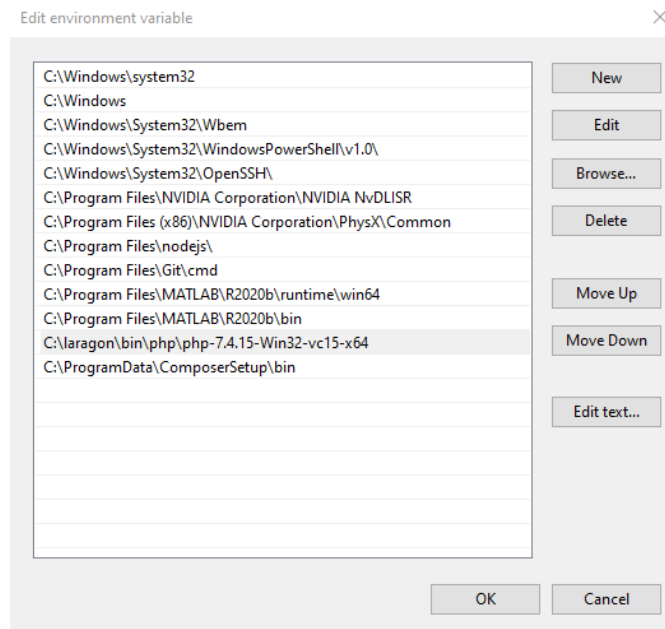 Edit environment variable
C:\Windows\system32
C:\Windows
C:\Windows\System32\Wbem
C:\Windows\System32\WindowsPowerShell\v1.0\
C:\Windows\System32\OpenSSH\
C:\Program Files\NVIDIA Corporation\NVIDIA NvDLISR
C:\Program Files (x86)\NVIDIA Corporation\PhysX\Common
C:\Program Files\nodejs\
C:\Program Files\Git\cmd
C:\Program Files\MATLAB\R2020b\runtime\win64
C:\Program Files\MATLAB\R2020b\bin
C:\laragon\bin\php\php-7.4.15-Win32-vc15-x64
C:\ProgramData\ComposerSetup\bin
New
Edit
Browse...
Delete
Move Up
Move Down
Edit text...
OK
Cancel